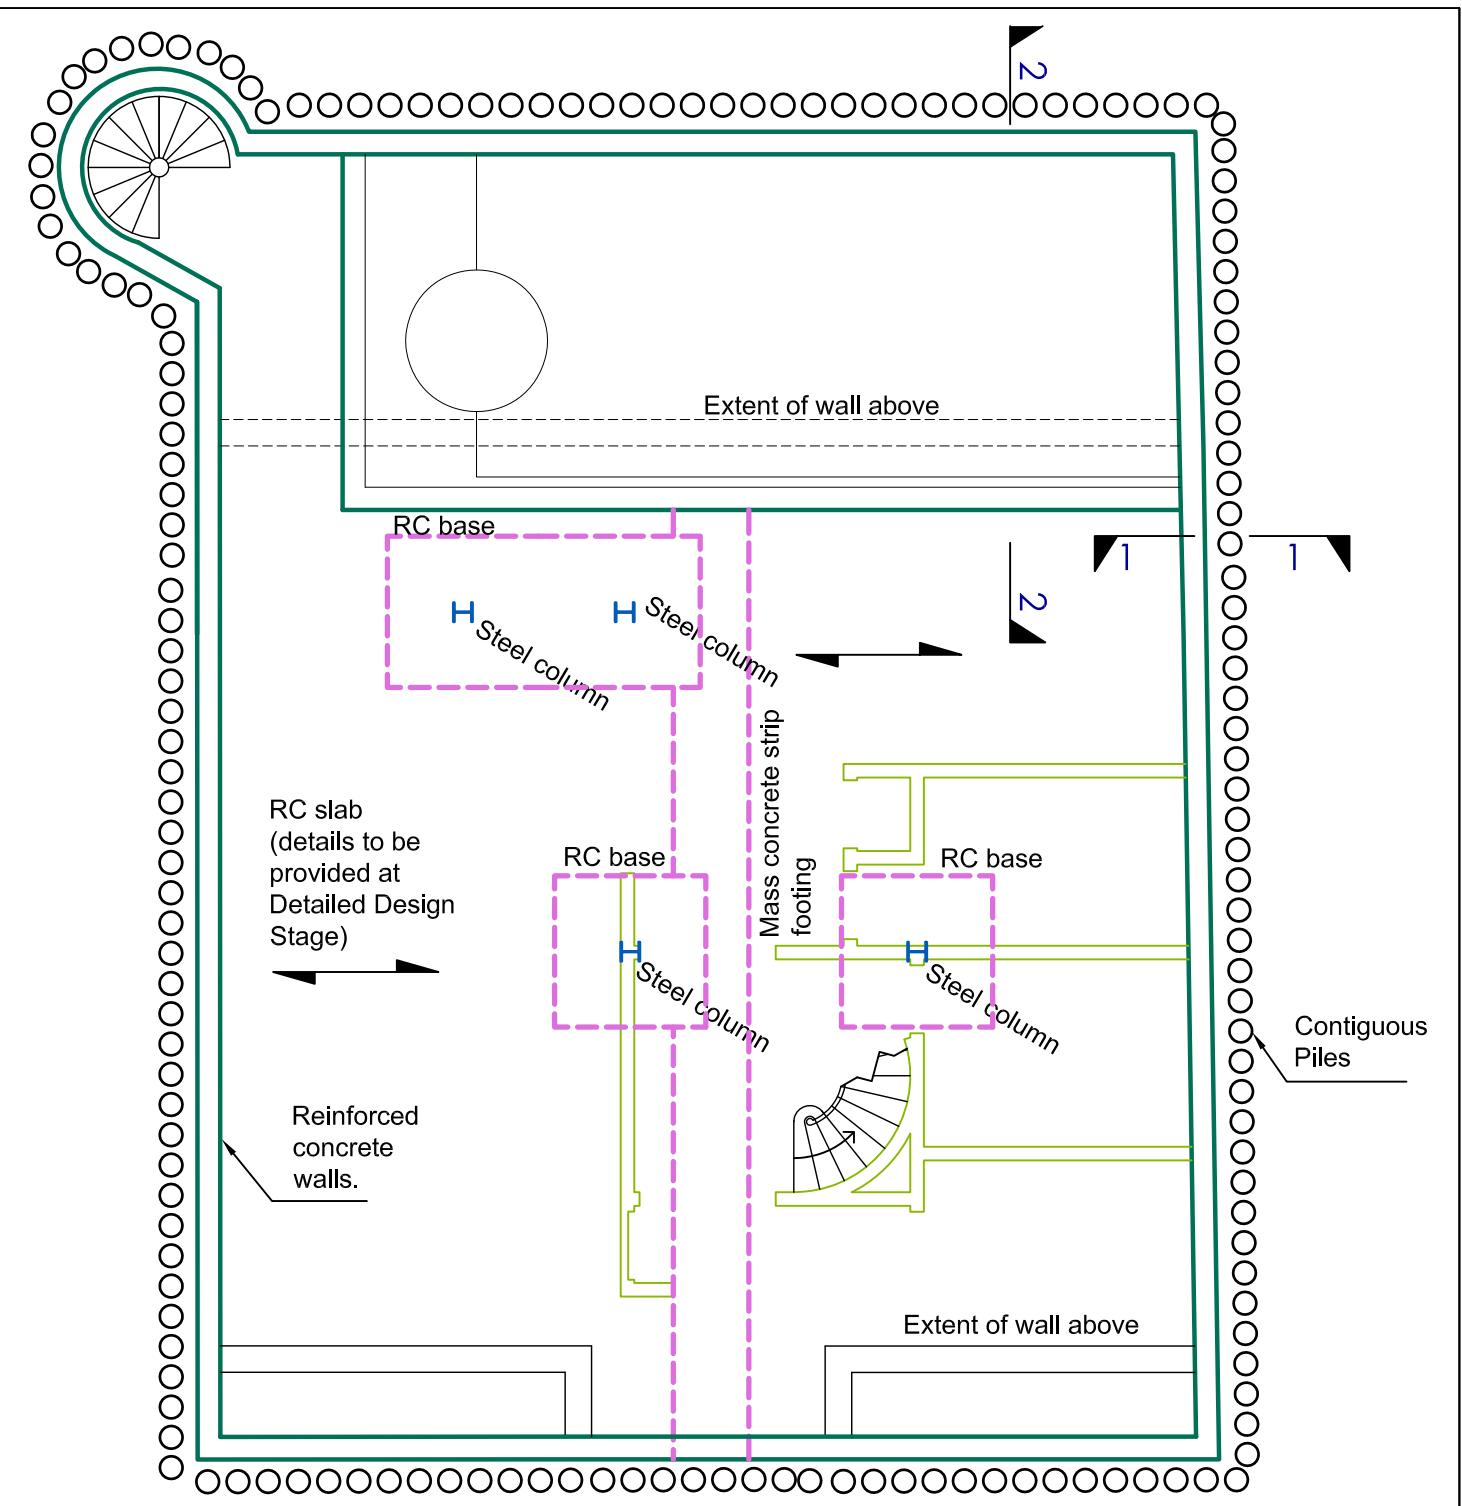 2
Extent of wall above
RC base
1
1
2
Steel column
Steel column
Mass concrete strip
footing
RC slab
(details to be
provided at
Detailed Design
Stage)
RC base
RC base
Steel column
Steel column
Contiguous
Piles
Reinforced
concrete
walls.
Extent of wall above